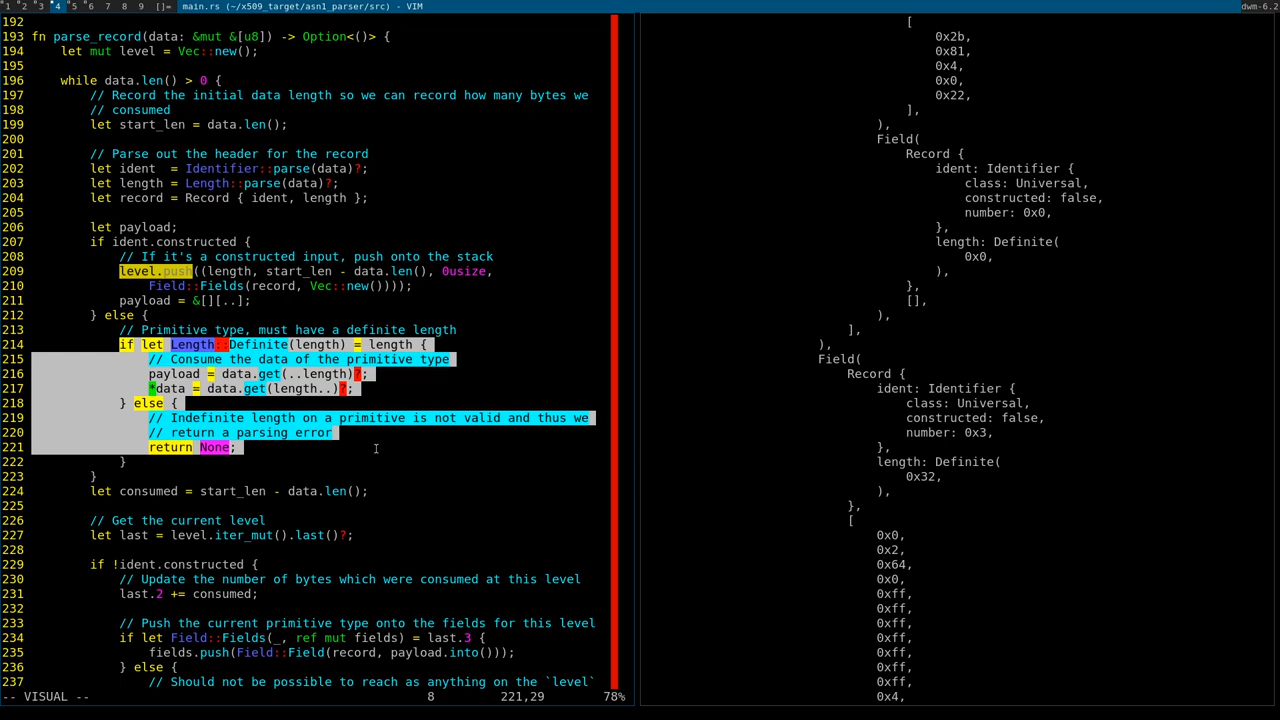 1 2 3 4 5 6 7 8 9 []= main.rs (~/x509_target/asn1_parser/src) - VIM dwm-6.2
192
193 fn parse_record(data: &mut &[u8]) -> Option<()> {
194     let mut level = Vec::new();
195
196     while data.len() > 0 {
197         // Record the initial data length so we can record how many bytes we
198         // consumed
199         let start_len = data.len();
200
201         // Parse out the header for the record
202         let ident  = Identifier::parse(data)?;
203         let length = Length::parse(data)?;
204         let record = Record { ident, length };
205
206         let payload;
207         if ident.constructed {
208             // If it's a constructed input, push onto the stack
209             level.push((length, start_len - data.len(), 0usize,
210                 Field::Fields(record, Vec::new())));
211             payload = &[][..];
212         } else {
213             // Primitive type, must have a definite length
214             if let Length::Definite(length) = length {
215                 // Consume the data of the primitive type
216                 payload = data.get(..length)?;
217                 *data = data.get(length..)?;
218             } else {
219                 // Indefinite length on a primitive is not valid and thus we
220                 // return a parsing error
221                 return None;
222             }
223         }
224         let consumed = start_len - data.len();
225
226         // Get the current level
227         let last = level.iter_mut().last()?;
228
229         if !ident.constructed {
230             // Update the number of bytes which were consumed at this level
231             last.2 += consumed;
232
233             // Push the current primitive type onto the fields for this level
234             if let Field::Fields(_, ref mut fields) = last.3 {
235                 fields.push(Field::Field(record, payload.into()));
236             } else {
237                 // Should not be possible to reach as anything on the `level`
-- VISUAL -- 8 221,29 78%
[
0x2b,
0x81,
0x4,
0x0,
0x22,
],
),
Field(
Record {
ident: Identifier {
class: Universal,
constructed: false,
number: 0x0,
},
length: Definite(
0x0,
),
},
[],
),
],
),
Field(
Record {
ident: Identifier {
class: Universal,
constructed: false,
number: 0x3,
},
length: Definite(
0x32,
),
},
[
0x0,
0x2,
0x64,
0x0,
0xff,
0xff,
0xff,
0xff,
0xff,
0xff,
0xff,
0x4,